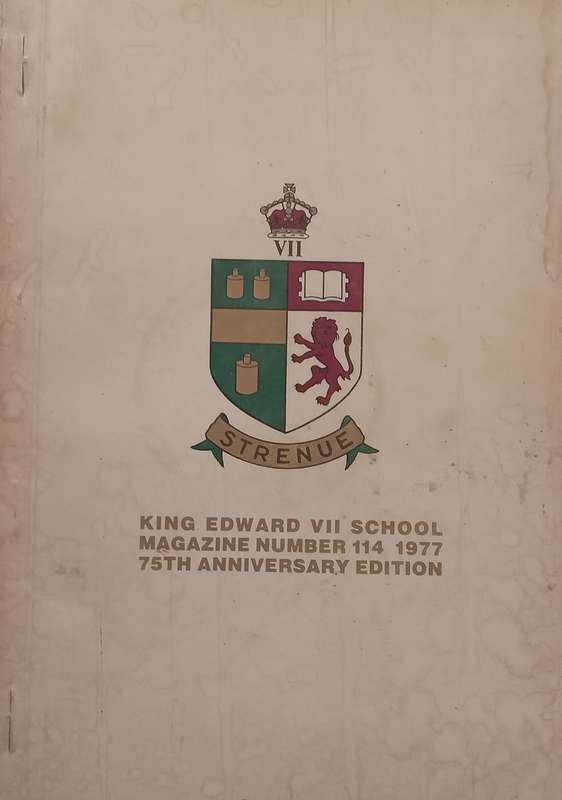 VII
STRENUE
KING EDWARD VII SCHOOL
MAGAZINE NUMBER 114 1977
75TH ANNIVERSARY EDITION